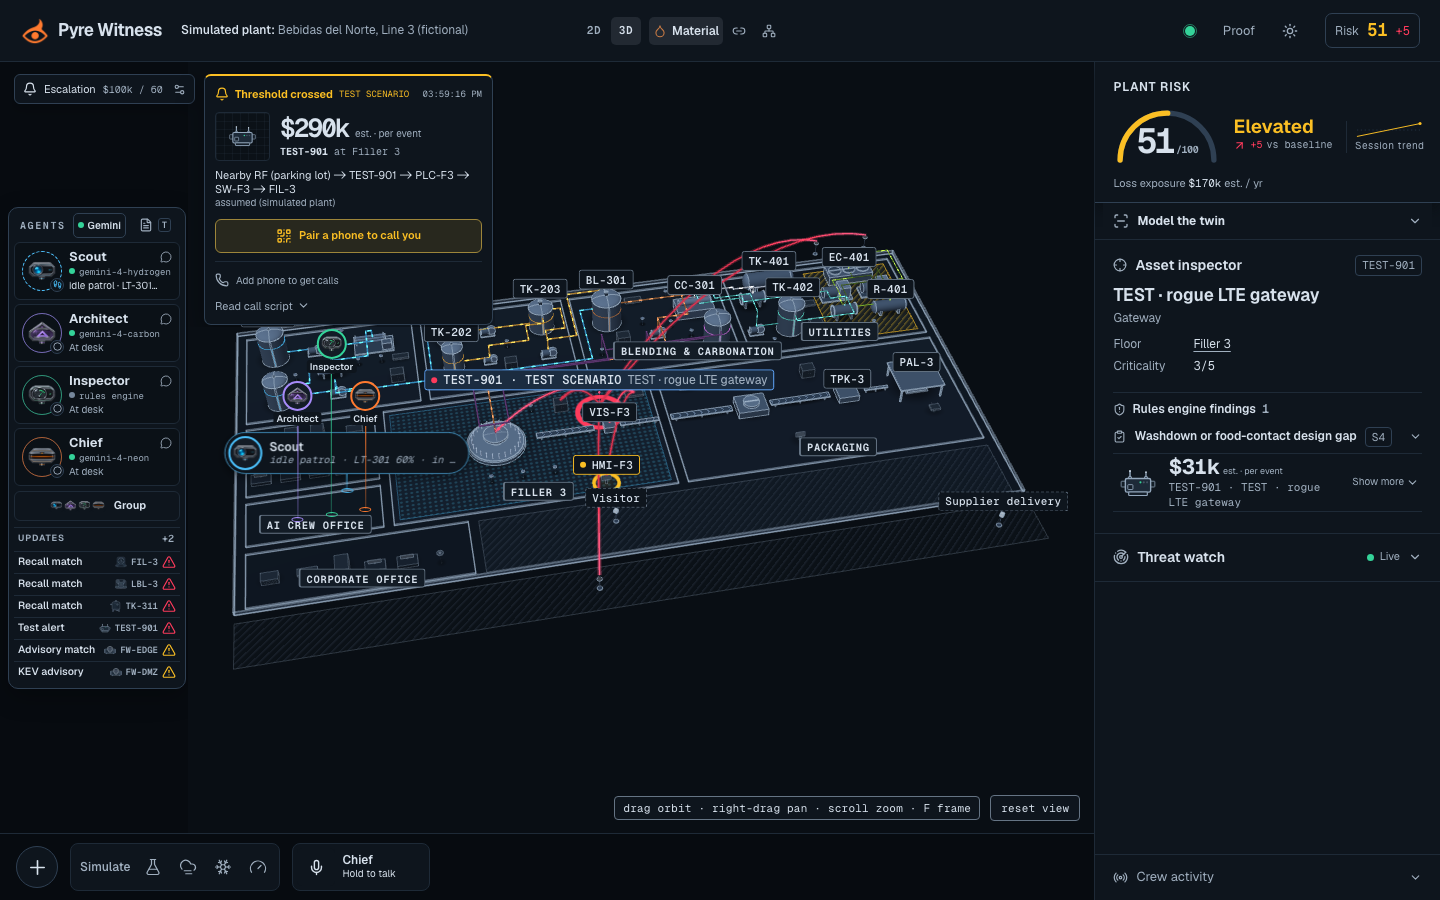 Pyre Witness
Simulated plant: Bebidas del Norte, Line 3 (fictional)
2D 3D Material
Proof
Risk 51 +5
Escalation $100k / 60
Threshold crossed TEST SCENARIO 03:59:16 PM
$290k est. · per event
TEST-901 at Filler 3
Nearby RF (parking lot) → TEST-901 → PLC-F3 →
SW-F3 → FIL-3
assumed (simulated plant)
Pair a phone to call you
Add phone to get calls
Read call script
AGENTS Gemini T
Scout
gemini-4-hydrogen
idle patrol · LT-301...
Architect
gemini-4-carbon
At desk
Inspector
rules engine
At desk
Chief
gemini-4-neon
At desk
Group
UPDATES +2
Recall match FIL-3
Recall match LBL-3
Recall match TK-311
Test alert TEST-901
Advisory match FW-EDGE
KEV advisory FW-DMZ
TK-401
EC-401
BL-301
CC-301
TK-203
TK-402
R-401
TK-202
UTILITIES
BLENDING & CARBONATION
Inspector
PAL-3
TEST-901 · TEST SCENARIO TEST · rogue LTE gateway
TPK-3
Architect
Chief
VIS-F3
Scout
idle patrol · LT-301 60% · in …
PACKAGING
HMI-F3
FILLER 3
Visitor
Supplier delivery
AI CREW OFFICE
CORPORATE OFFICE
drag orbit · right-drag pan · scroll zoom · F frame
reset view
Simulate
Chief
Hold to talk
PLANT RISK
51 /100
Elevated
+5 vs baseline
Session trend
Loss exposure $170k est. / yr
Model the twin
Asset inspector TEST-901
TEST · rogue LTE gateway
Gateway
Floor Filler 3
Criticality 3/5
Rules engine findings 1
Washdown or food-contact design gap S4
$31k est. · per event
TEST-901 · TEST · rogue
LTE gateway
Show more
Threat watch Live
Crew activity